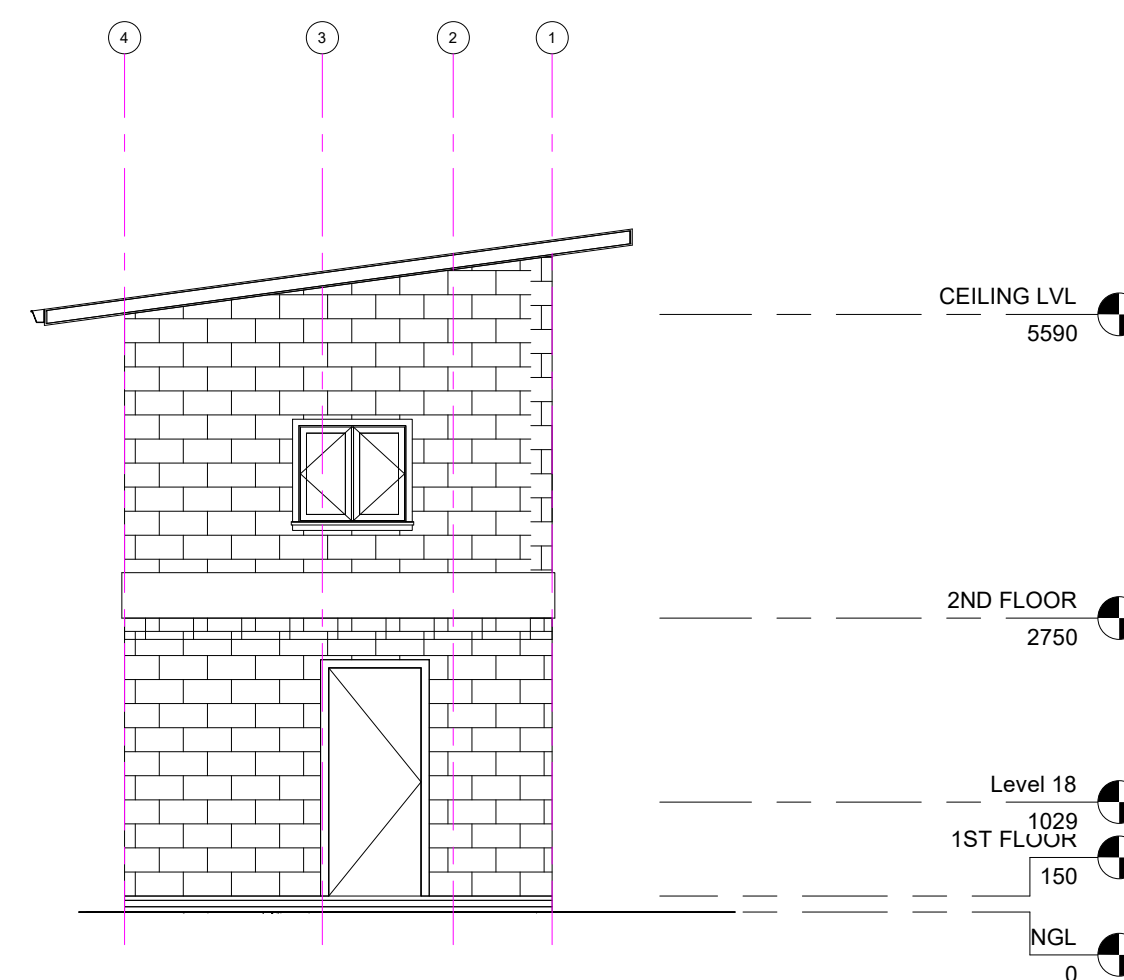 4 3 2 1
CEILING LVL
5590
2ND FLOOR
2750
Level 18
1029
1ST FLOOR
150
NGL
0